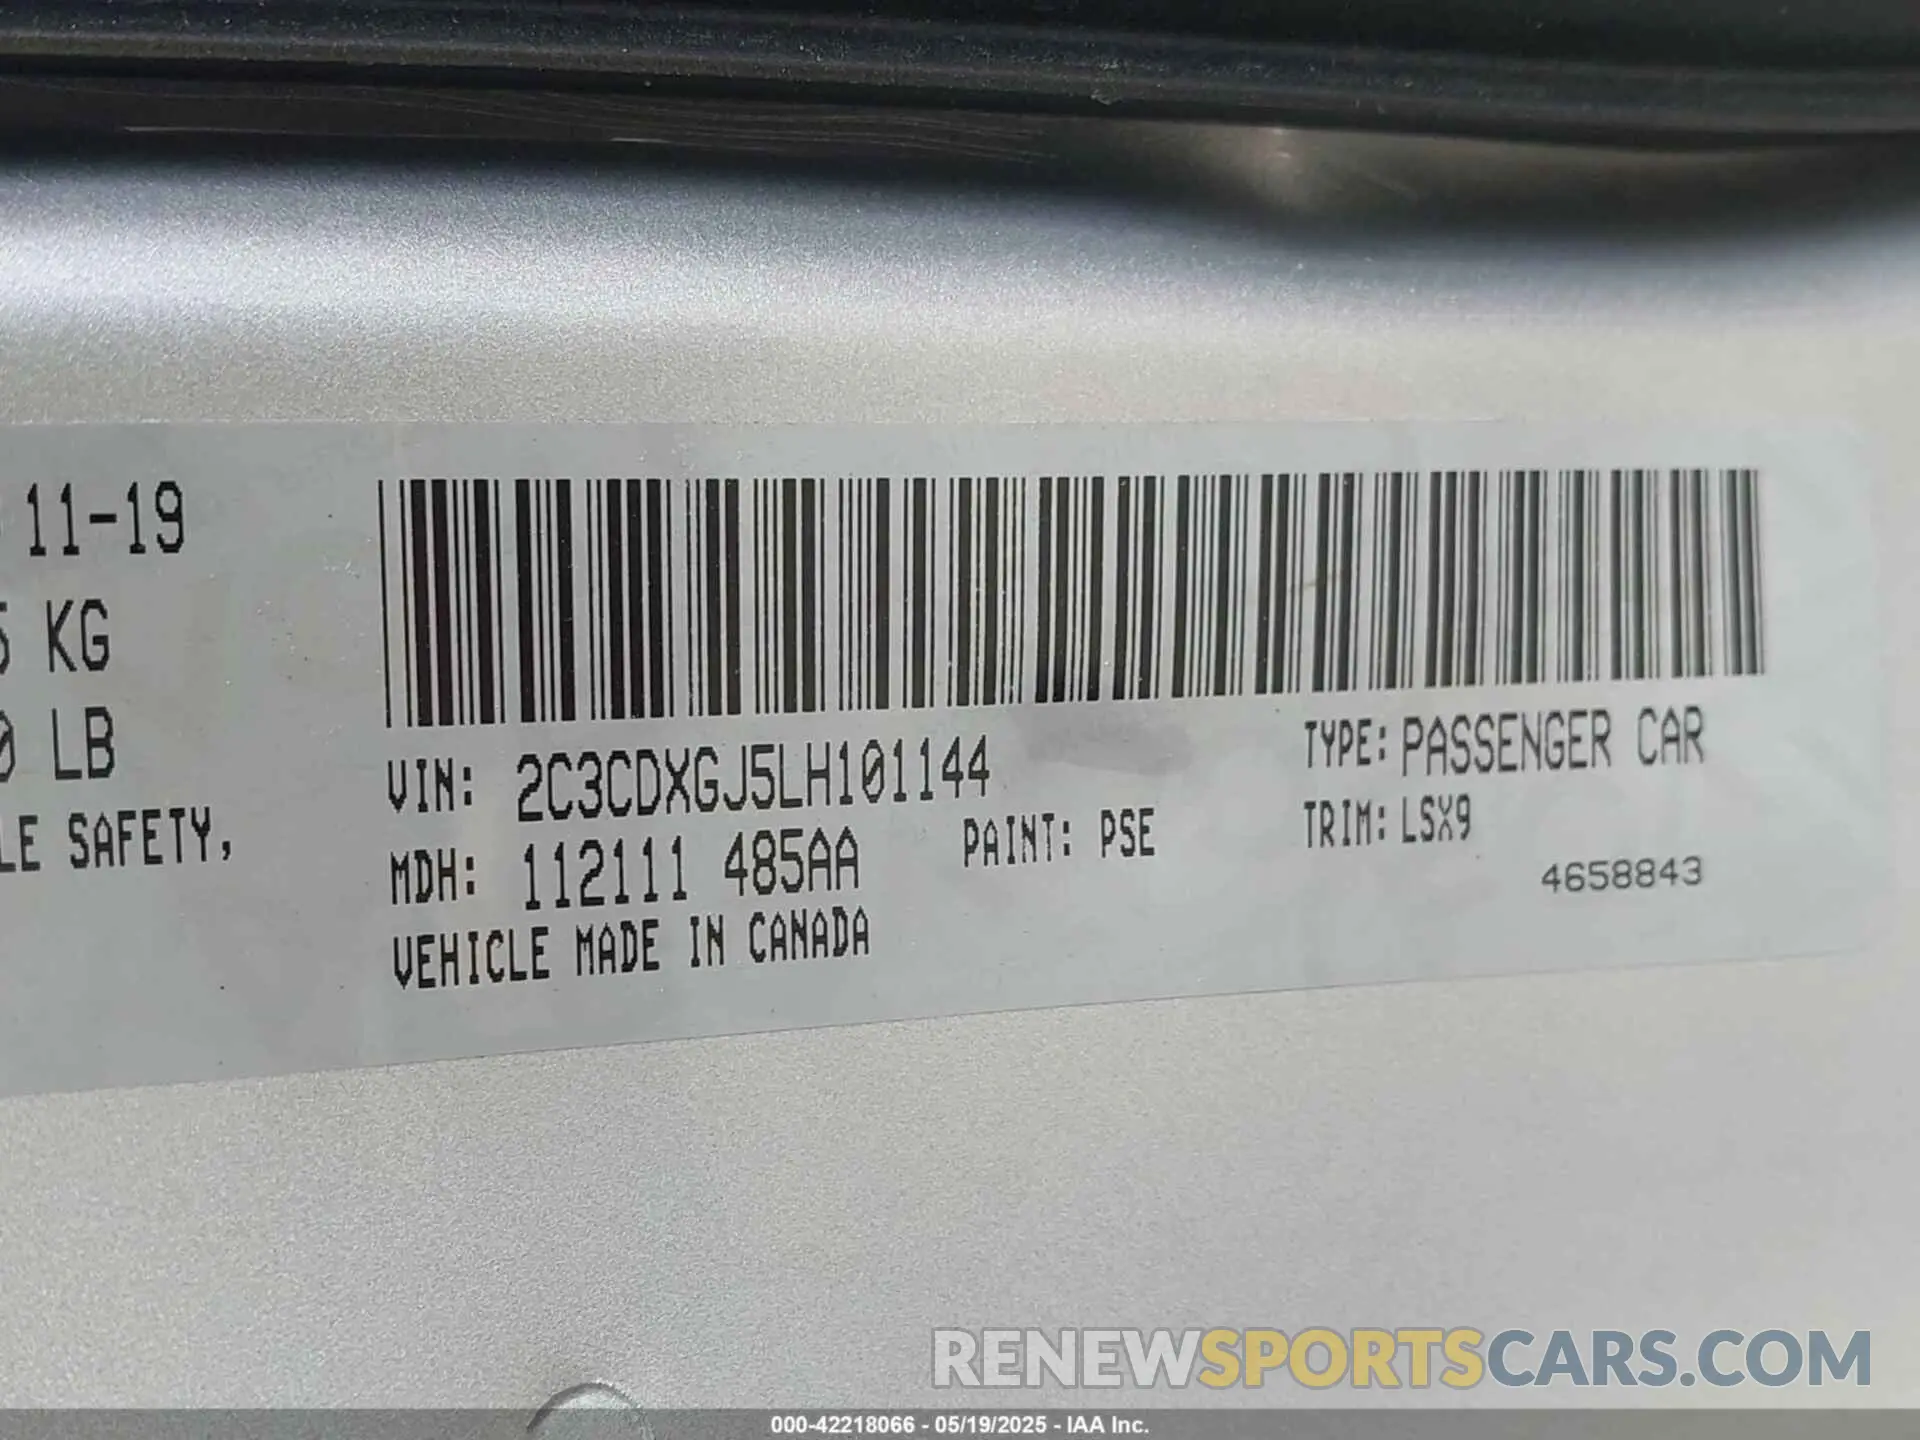 11-19
KG
LB
LE SAFETY,
VIN: 2C3CDXGJ5LH101144
MDH: 112111 485AA
PAINT: PSE
VEHICLE MADE IN CANADA
TYPE: PASSENGER CAR
TRIM: LSX9
4658843
RENEWSPORTSCARS.COM
000-42218066 - 05/19/2025 - IAA Inc.